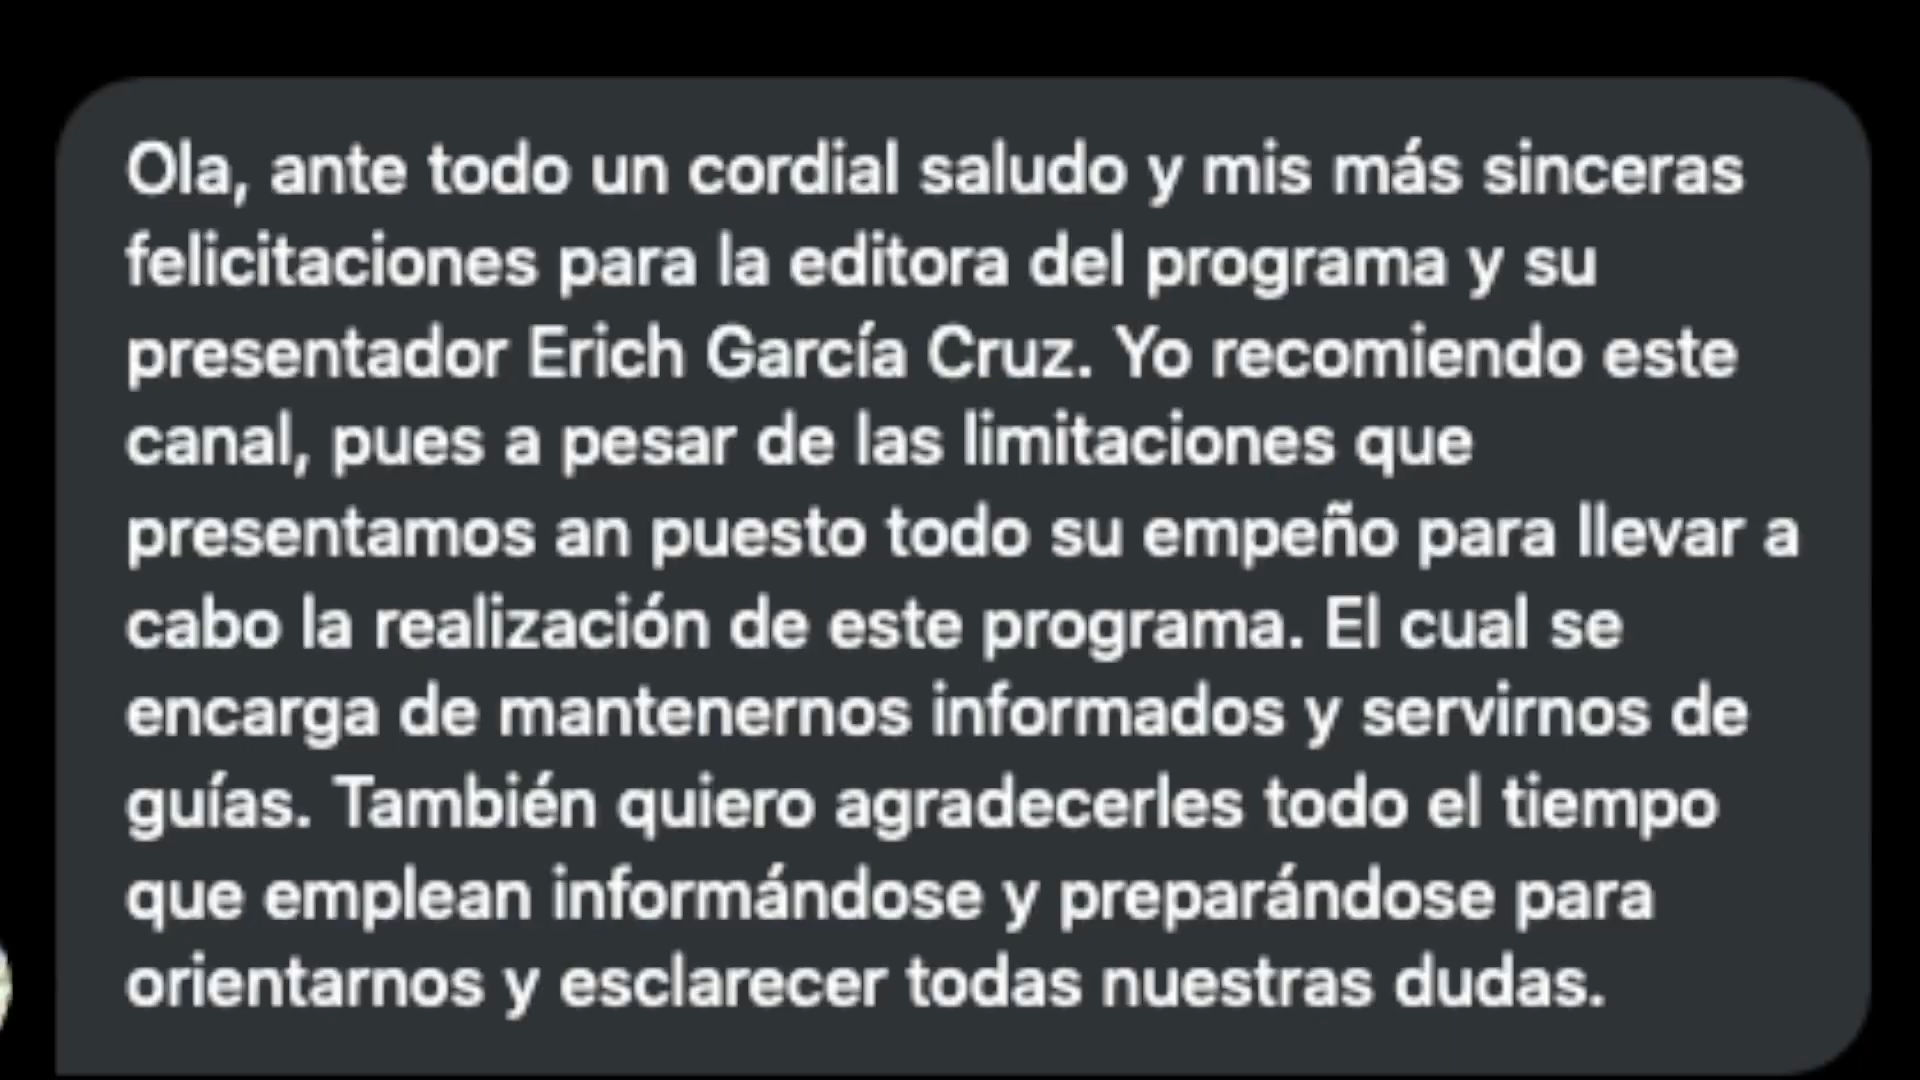 Ola, ante todo un cordial saludo y mis más sinceras
felicitaciones para la editora del programa y su
presentador Erich García Cruz. Yo recomiendo este
canal, pues a pesar de las limitaciones que
presentamos an puesto todo su empeño para llevar a
cabo la realización de este programa. El cual se
encarga de mantenernos informados y servirnos de
guías. También quiero agradecerles todo el tiempo
que emplean informándose y preparándose para
orientarnos y esclarecer todas nuestras dudas.